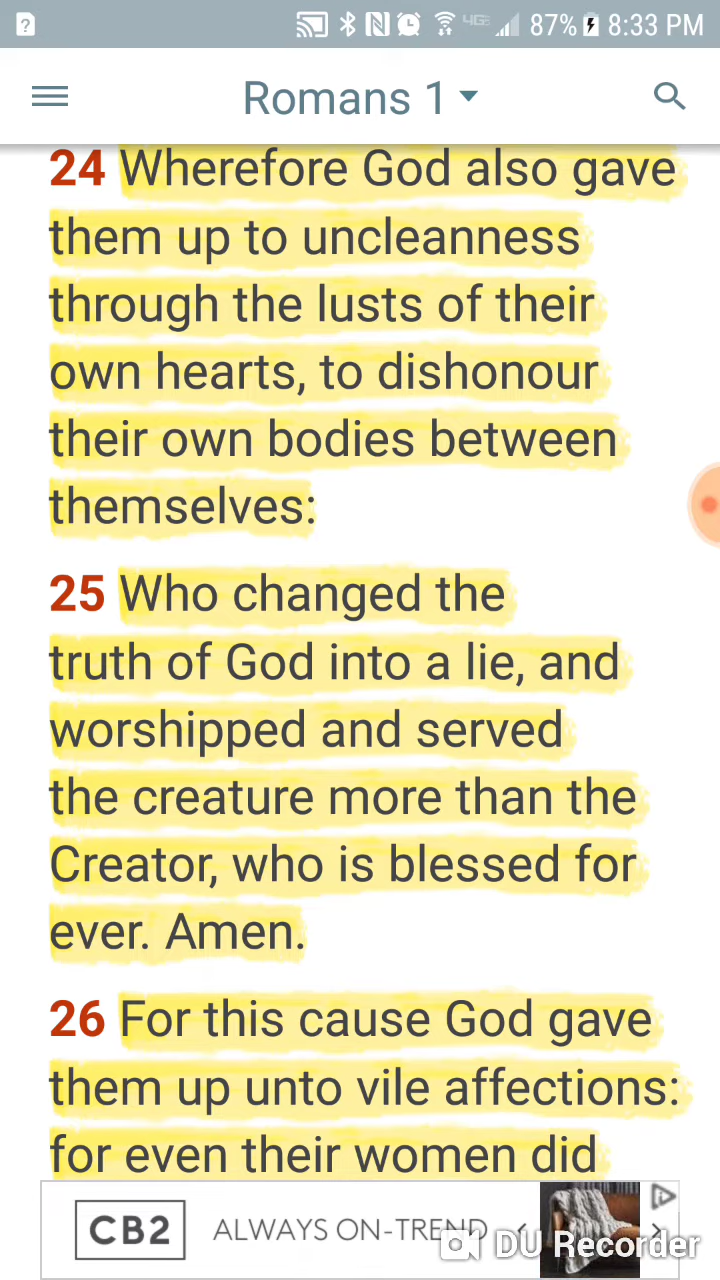 87% 8:33 PM
Romans 1
24 Wherefore God also gave
them up to uncleanness
through the lusts of their
own hearts, to dishonour
their own bodies between
themselves:
25 Who changed the
truth of God into a lie, and
worshipped and served
the creature more than the
Creator, who is blessed for
ever. Amen.
26 For this cause God gave
them up unto vile affections:
for even their women did
CB2 ALWAYS ON-TREND
DU Recorder